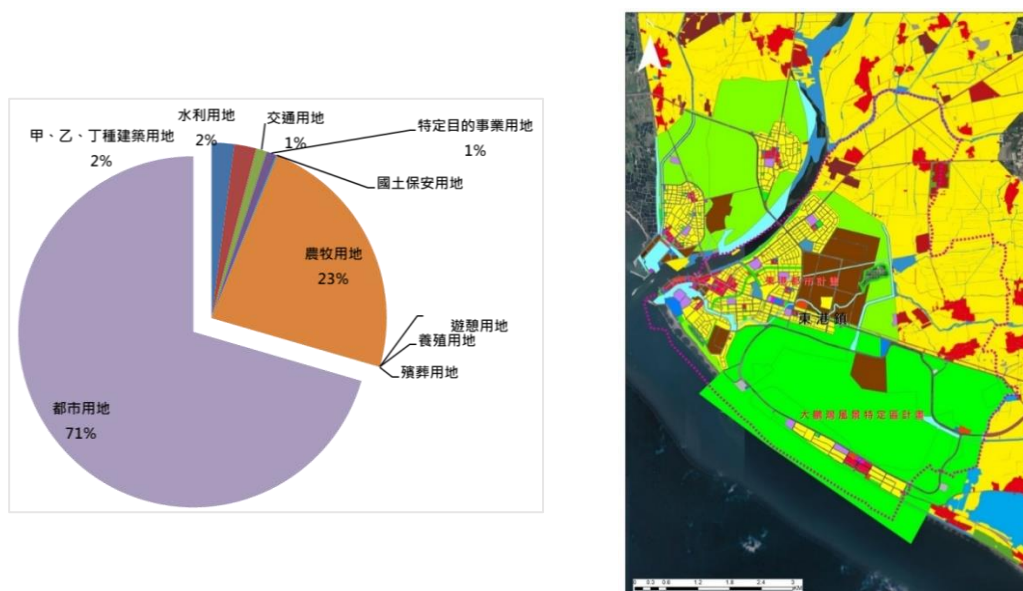 水利用地
2%
交通用地
1%
特定目的事業用地
1%
甲、乙、丁種建築用地
2%
國土保安用地
農牧用地
23%
遊憩用地
養殖用地
殯葬用地
都市用地
71%
東港鎮
大鵬灣風景特定區計畫